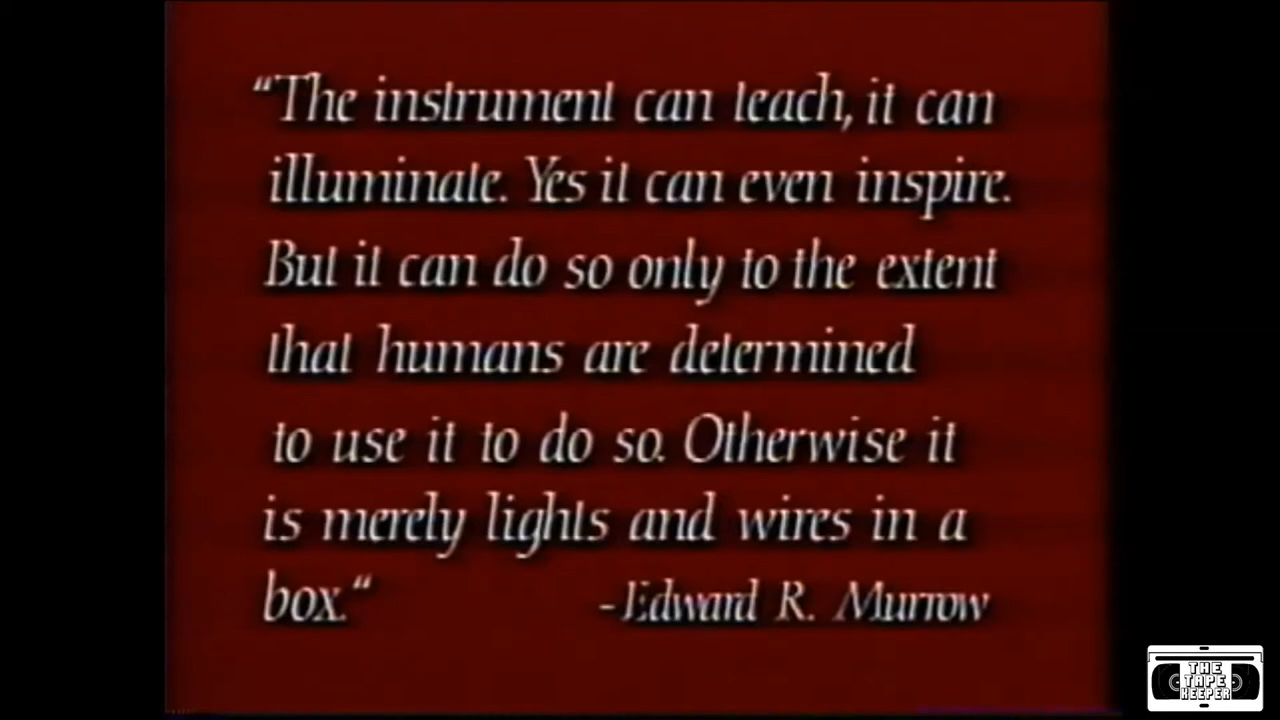 “The instrument can teach, it can
illuminate. Yes it can even inspire.
But it can do so only to the extent
that humans are determined
to use it to do so. Otherwise it
is merely lights and wires in a
box.“ -Edward R. Murrow
THE
TAPE
KEEPER